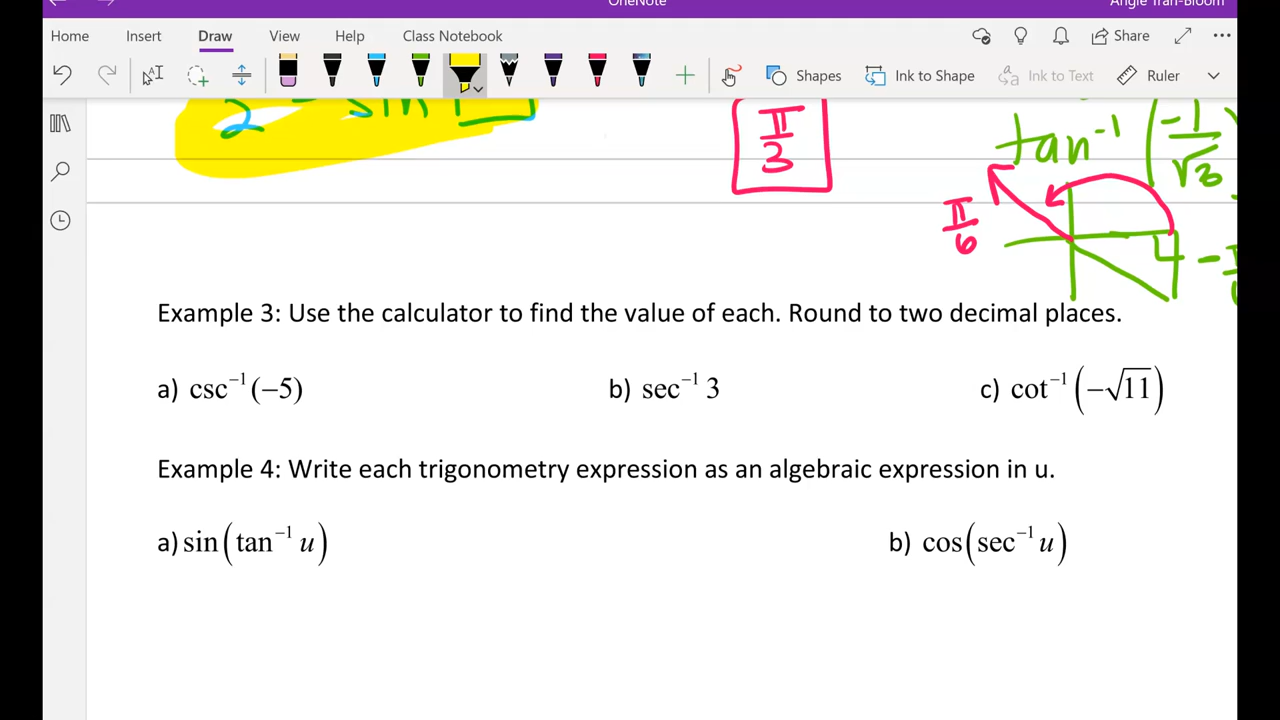 OneNote
Angie Tran-Bloom
Home Insert Draw View Help Class Notebook Share
Shapes Ink to Shape Ink to Text Ruler
2 sin
π/3
tan⁻¹ (-1/√3
π/6
Example 3: Use the calculator to find the value of each. Round to two decimal places.
a) csc⁻¹(−5) b) sec⁻¹ 3 c) cot⁻¹(−√11)
Example 4: Write each trigonometry expression as an algebraic expression in u.
a) sin(tan⁻¹ u) b) cos(sec⁻¹ u)